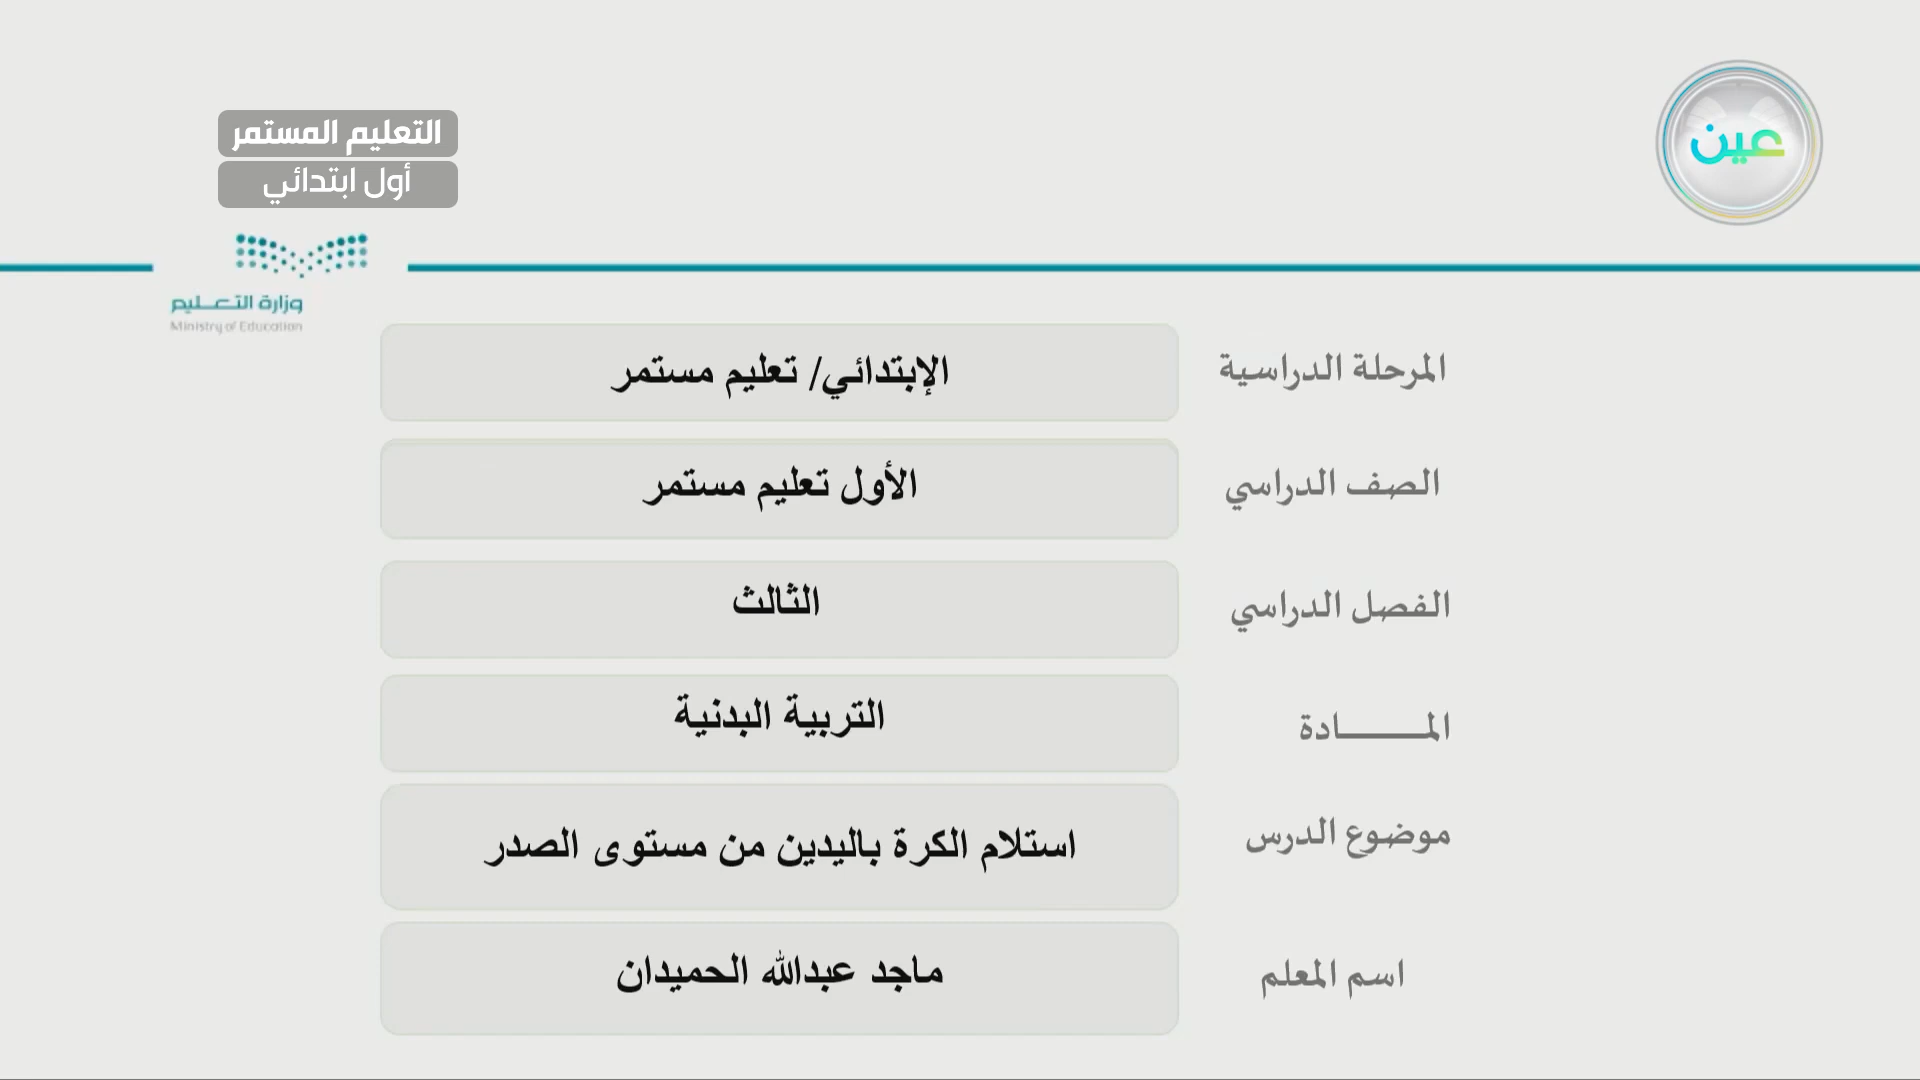 عين
التعليم المستمر
أول ابتدائي
وزارة التعـليم
Ministry of Education
المرحلة الدراسية
الإبتدائي/ تعليم مستمر
الصف الدراسي
الأول تعليم مستمر
الفصل الدراسي
الثالث
المـــــــادة
التربية البدنية
موضوع الدرس
استلام الكرة باليدين من مستوى الصدر
اسم المعلم
ماجد عبدالله الحميدان